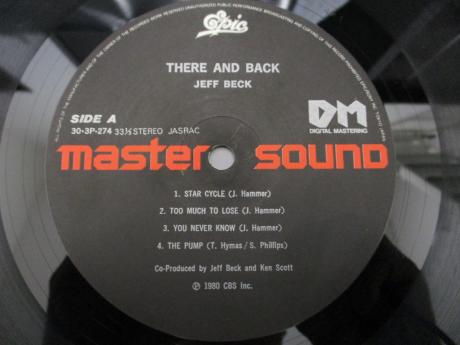 Epic
THERE AND BACK
JEFF BECK
SIDE A
30·3P-274 33⅓ STEREO JASRAC
DM
DIGITAL MASTERING
master sound
1. STAR CYCLE (J. Hammer)
2. TOO MUCH TO LOSE (J. Hammer)
3. YOU NEVER KNOW (J. Hammer)
4. THE PUMP (T. Hymas/S. Phillips)
Co-Produced by Jeff Beck and Ken Scott
Ⓟ 1980 CBS Inc.